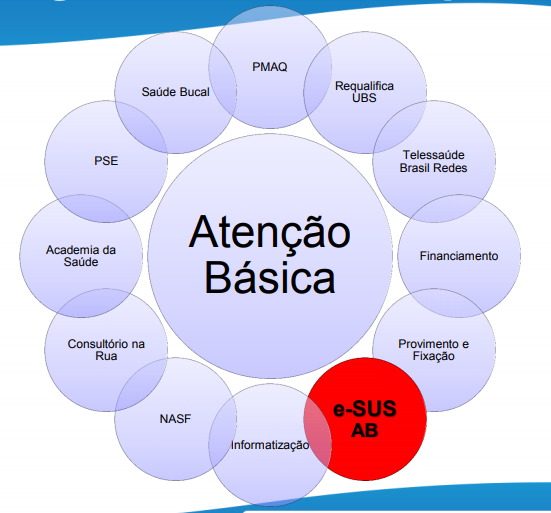 PMAQ
Requalifica
UBS
Telessaúde
Brasil Redes
Financiamento
Provimento e
Fixação
e-SUS
AB
Informatização
NASF
Consultório na
Rua
Academia da
Saúde
PSE
Saúde Bucal
Atenção
Básica